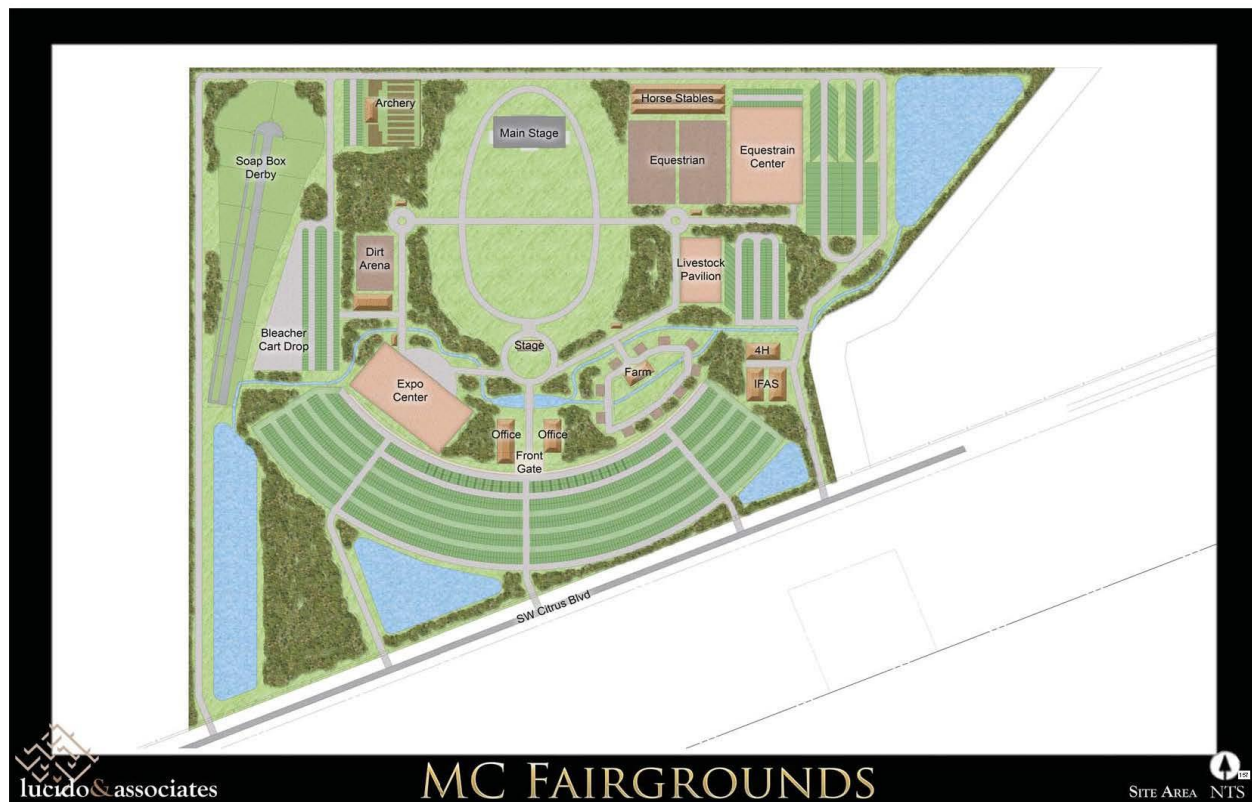 Archery
Main Stage
Horse Stables
Soap Box
Derby
Equestrian
Equestrain
Center
Dirt
Arena
Livestock
Pavilion
Bleacher
Cart Drop
Stage
4H
Farm
IFAS
Expo
Center
Office
Office
Front
Gate
SW Citrus Blvd
lucido&associates
MC FAIRGROUNDS
SITE AREA NTS
157